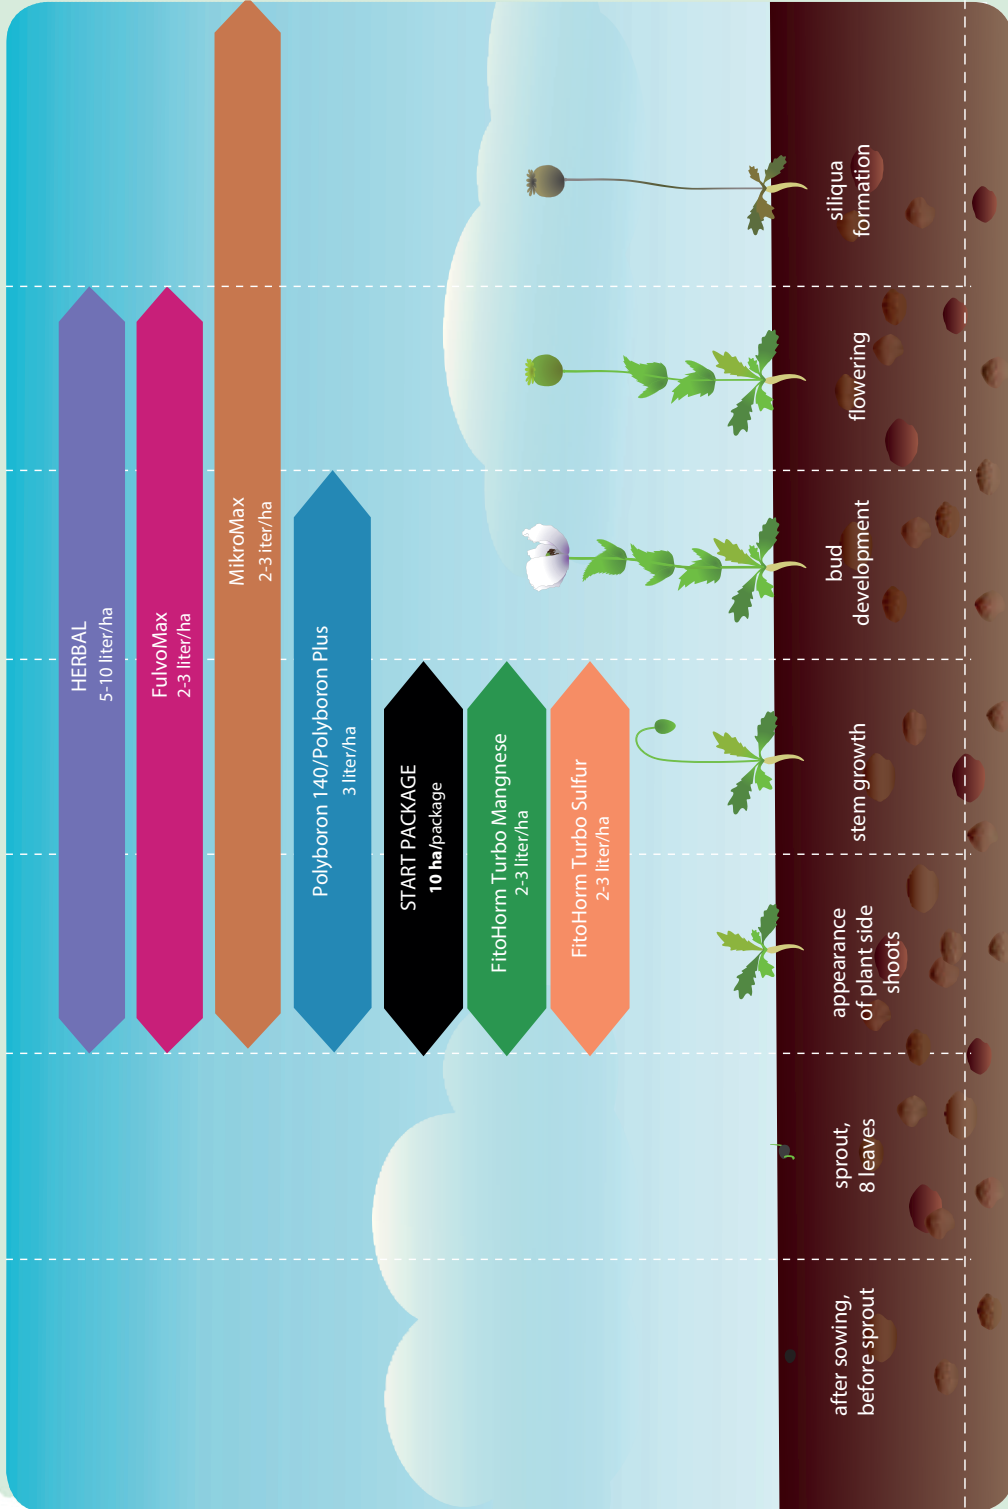 HERBAL
5-10 liter/ha
FulvoMax
2-3 liter/ha
MikroMax
2-3 iter/ha
Polyboron 140/Polyboron Plus
3 liter/ha
START PACKAGE
10 ha/package
FitoHorm Turbo Mangnese
2-3 liter/ha
FitoHorm Turbo Sulfur
2-3 liter/ha
after sowing,
before sprout
sprout,
8 leaves
appearance
of plant side
shoots
stem growth
bud
development
flowering
siliqua
formation